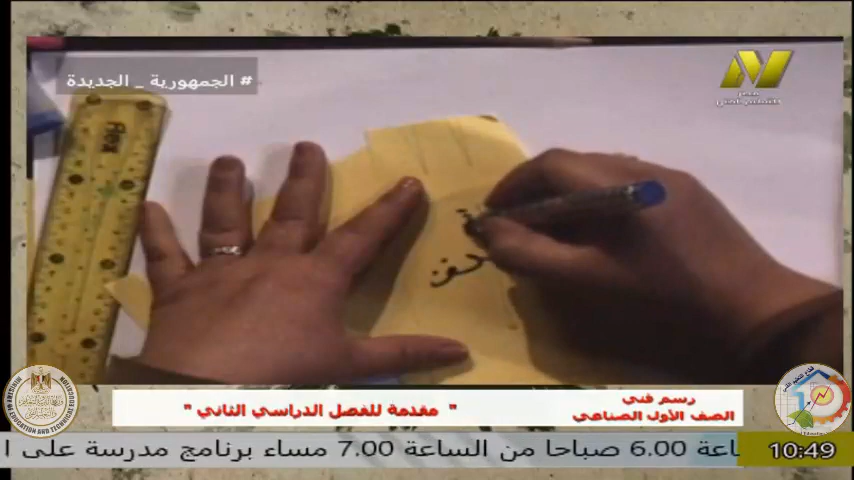 # الجمهورية _ الجديدة
flex
رسم فني
الصف الأول الصناعي
" مقدمة للفصل الدراسي الثاني "
اعة 6.00 صباحا من الساعة 7.00 مساء برنامج مدرسة على ا
10:49